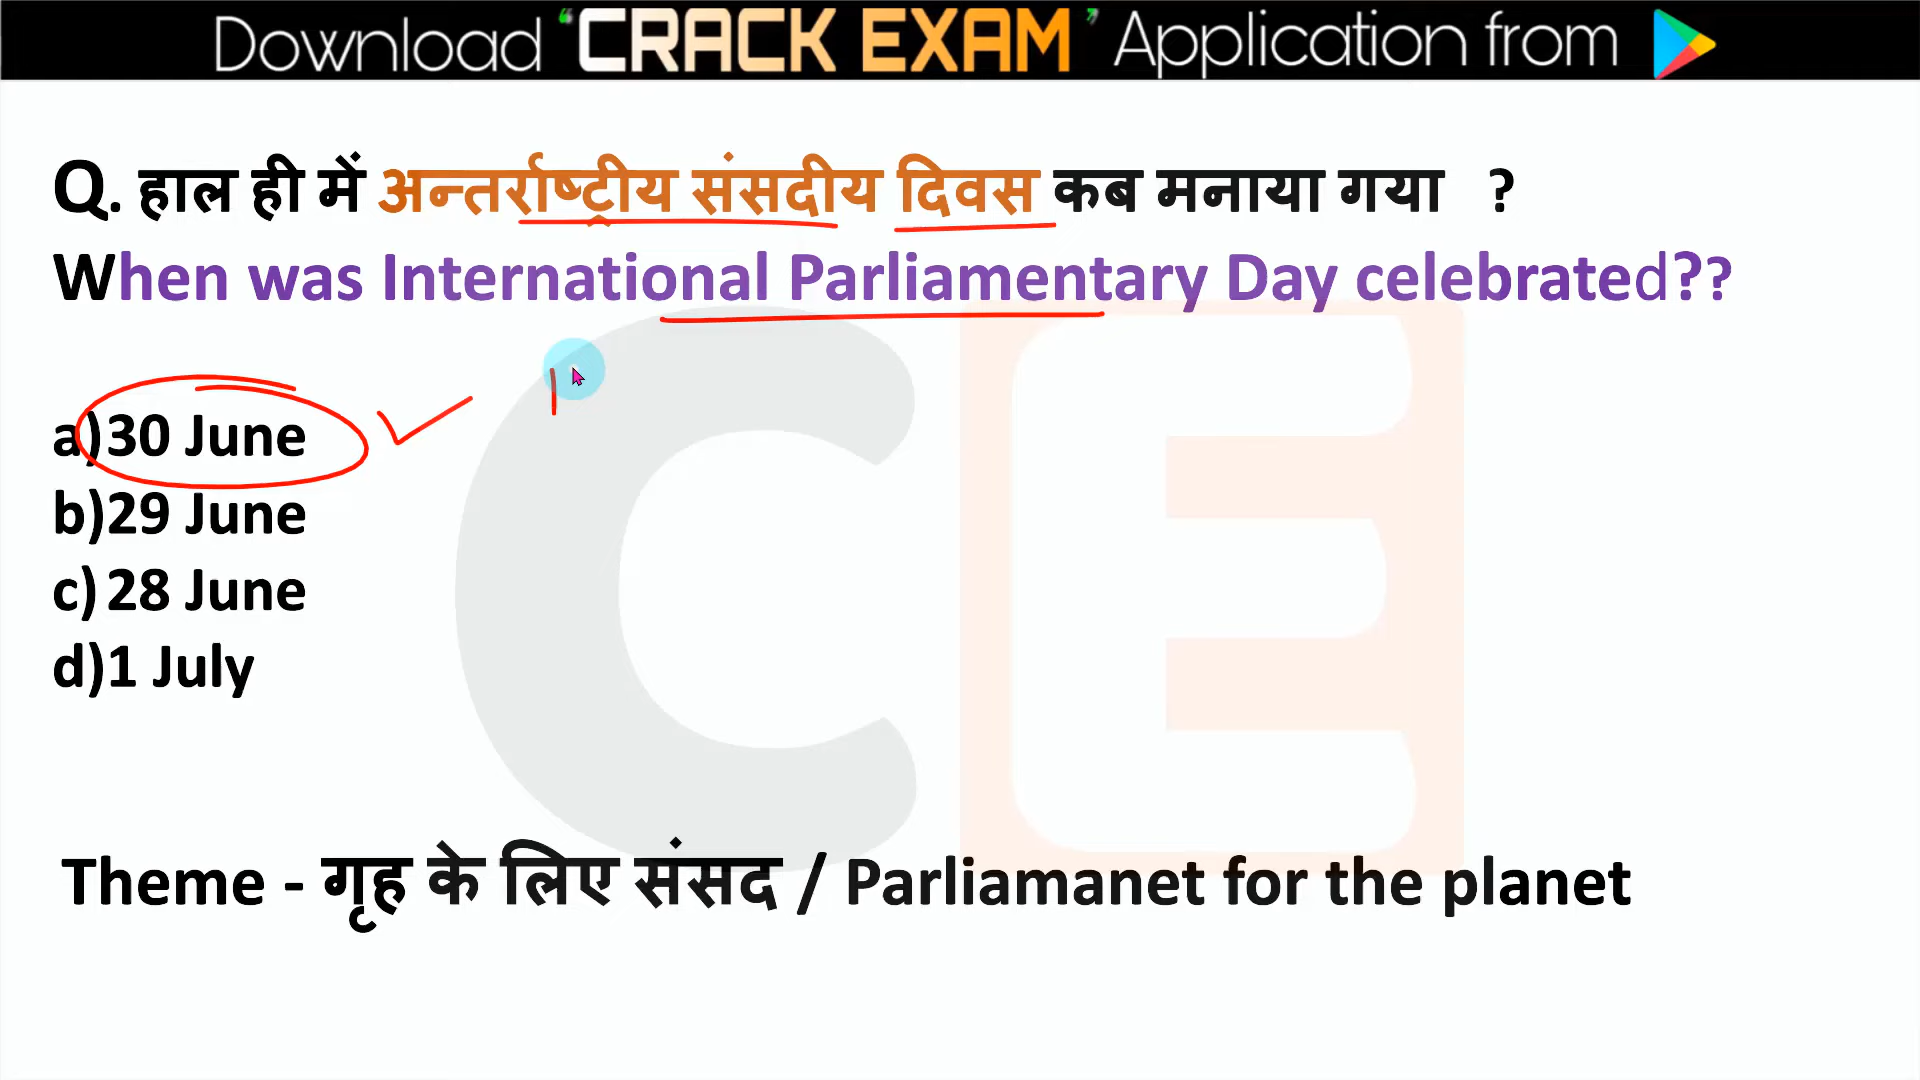 Download ‘CRACK EXAM’ Application from
Q. हाल ही में अन्तर्राष्ट्रीय संसदीय दिवस कब मनाया गया ?
When was International Parliamentary Day celebrated??
a)30 June
b)29 June
c) 28 June
d)1 July
Theme - गृह के लिए संसद / Parliamanet for the planet
CE